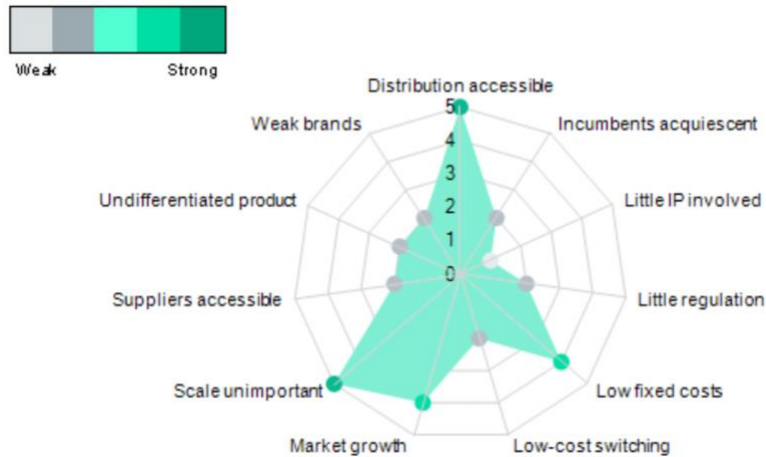 Weak
Strong
Distribution accessible
Weak brands
Incumbents acquiescent
Undifferentiated product
Little IP involved
Suppliers accessible
Little regulation
Scale unimportant
Low fixed costs
Market growth
Low-cost switching
5
4
3
2
1
0